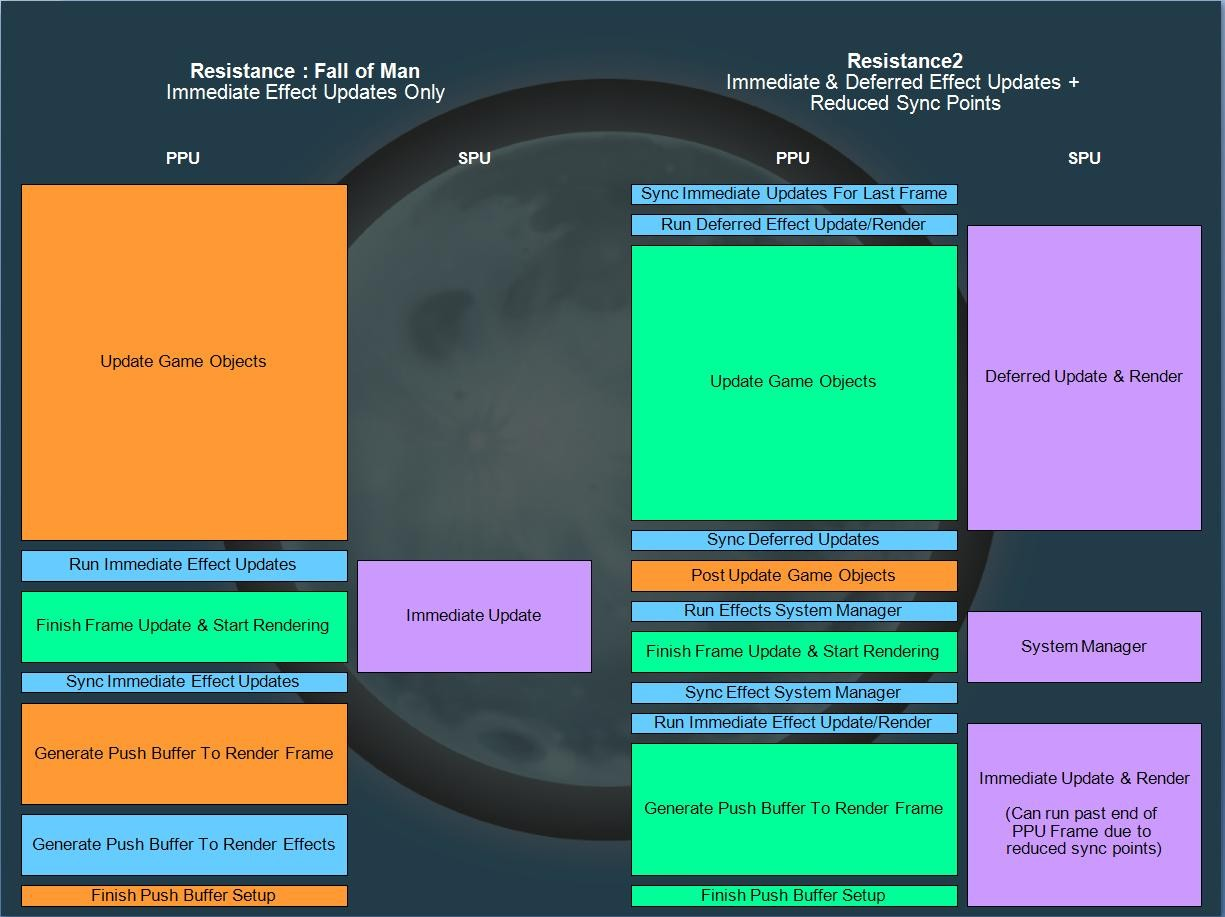 Resistance : Fall of Man
Immediate Effect Updates Only
PPU
SPU
Update Game Objects
Run Immediate Effect Updates
Finish Frame Update & Start Rendering
Immediate Update
Sync Immediate Effect Updates
Generate Push Buffer To Render Frame
Generate Push Buffer To Render Effects
Finish Push Buffer Setup
Resistance2
Immediate & Deferred Effect Updates +
Reduced Sync Points
PPU
SPU
Sync Immediate Updates For Last Frame
Run Deferred Effect Update/Render
Update Game Objects
Deferred Update & Render
Sync Deferred Updates
Post Update Game Objects
Run Effects System Manager
Finish Frame Update & Start Rendering
System Manager
Sync Effect System Manager
Run Immediate Effect Update/Render
Generate Push Buffer To Render Frame
Immediate Update & Render
(Can run past end of
PPU Frame due to
reduced sync points)
Finish Push Buffer Setup